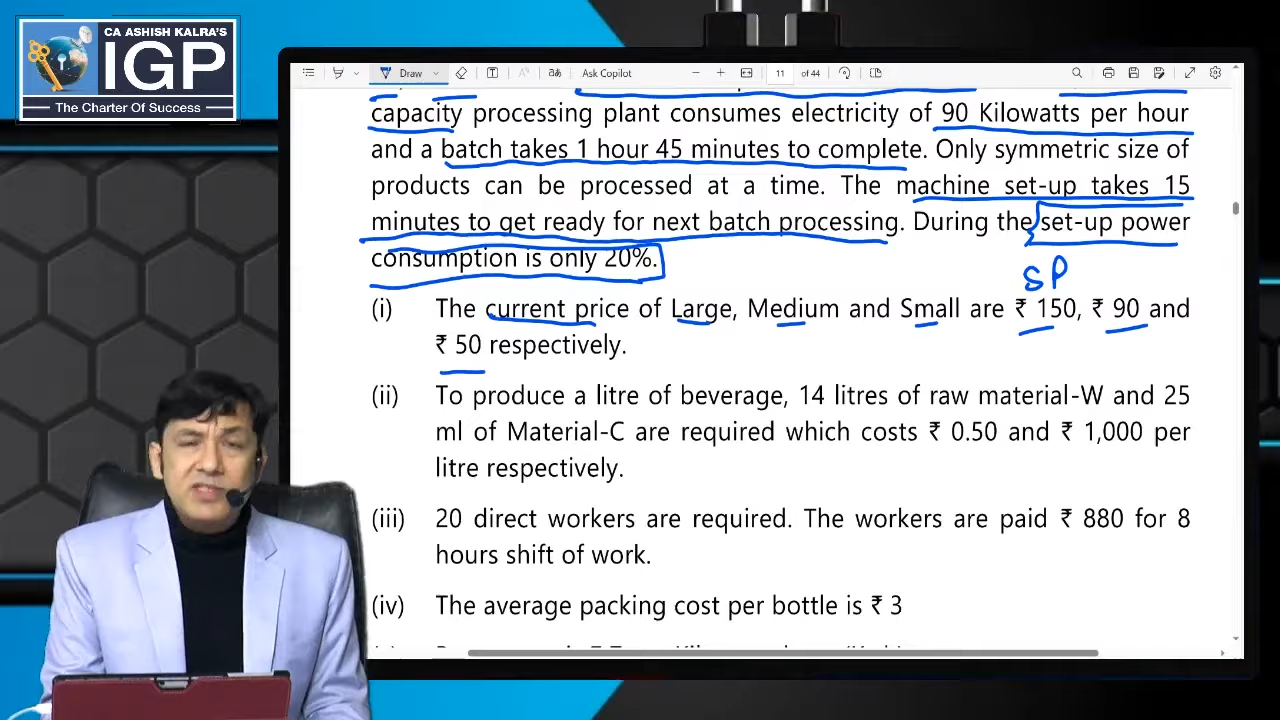 CA ASHISH KALRA'S
IGP
The Charter Of Success
Draw
Ask Copilot
11 of 44
capacity processing plant consumes electricity of 90 Kilowatts per hour
and a batch takes 1 hour 45 minutes to complete. Only symmetric size of
products can be processed at a time. The machine set-up takes 15
minutes to get ready for next batch processing. During the set-up power
consumption is only 20%.
SP
(i) The current price of Large, Medium and Small are ₹ 150, ₹ 90 and
₹ 50 respectively.
(ii) To produce a litre of beverage, 14 litres of raw material-W and 25
ml of Material-C are required which costs ₹ 0.50 and ₹ 1,000 per
litre respectively.
(iii) 20 direct workers are required. The workers are paid ₹ 880 for 8
hours shift of work.
(iv) The average packing cost per bottle is ₹ 3